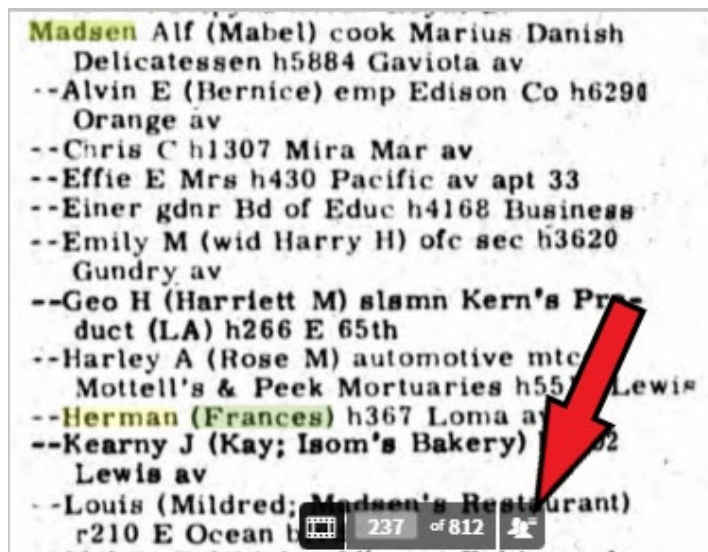 Madsen Alf (Mabel) cook Marius Danish
Delicatessen h5884 Gaviota av
--Alvin E (Bernice) emp Edison Co h6290
Orange av
--Chris C h1307 Mira Mar av
--Effie E Mrs h430 Pacific av apt 33
--Einer gdnr Bd of Educ h4168 Business
--Emily M (wid Harry H) ofc sec h3620
Gundry av
--Geo H (Harriett M) slsmn Kern's Pro-
duct (LA) h266 E 65th
--Harley A (Rose M) automotive mtc
Mottell's & Peek Mortuaries Lewis
--Herman (Frances) h367 Loma av
--Kearny J (Kay; Isom's Bakery)
Lewis av
--Louis (Mildred; Madsen's Restaurant)
r210 E Ocean
237 of 812